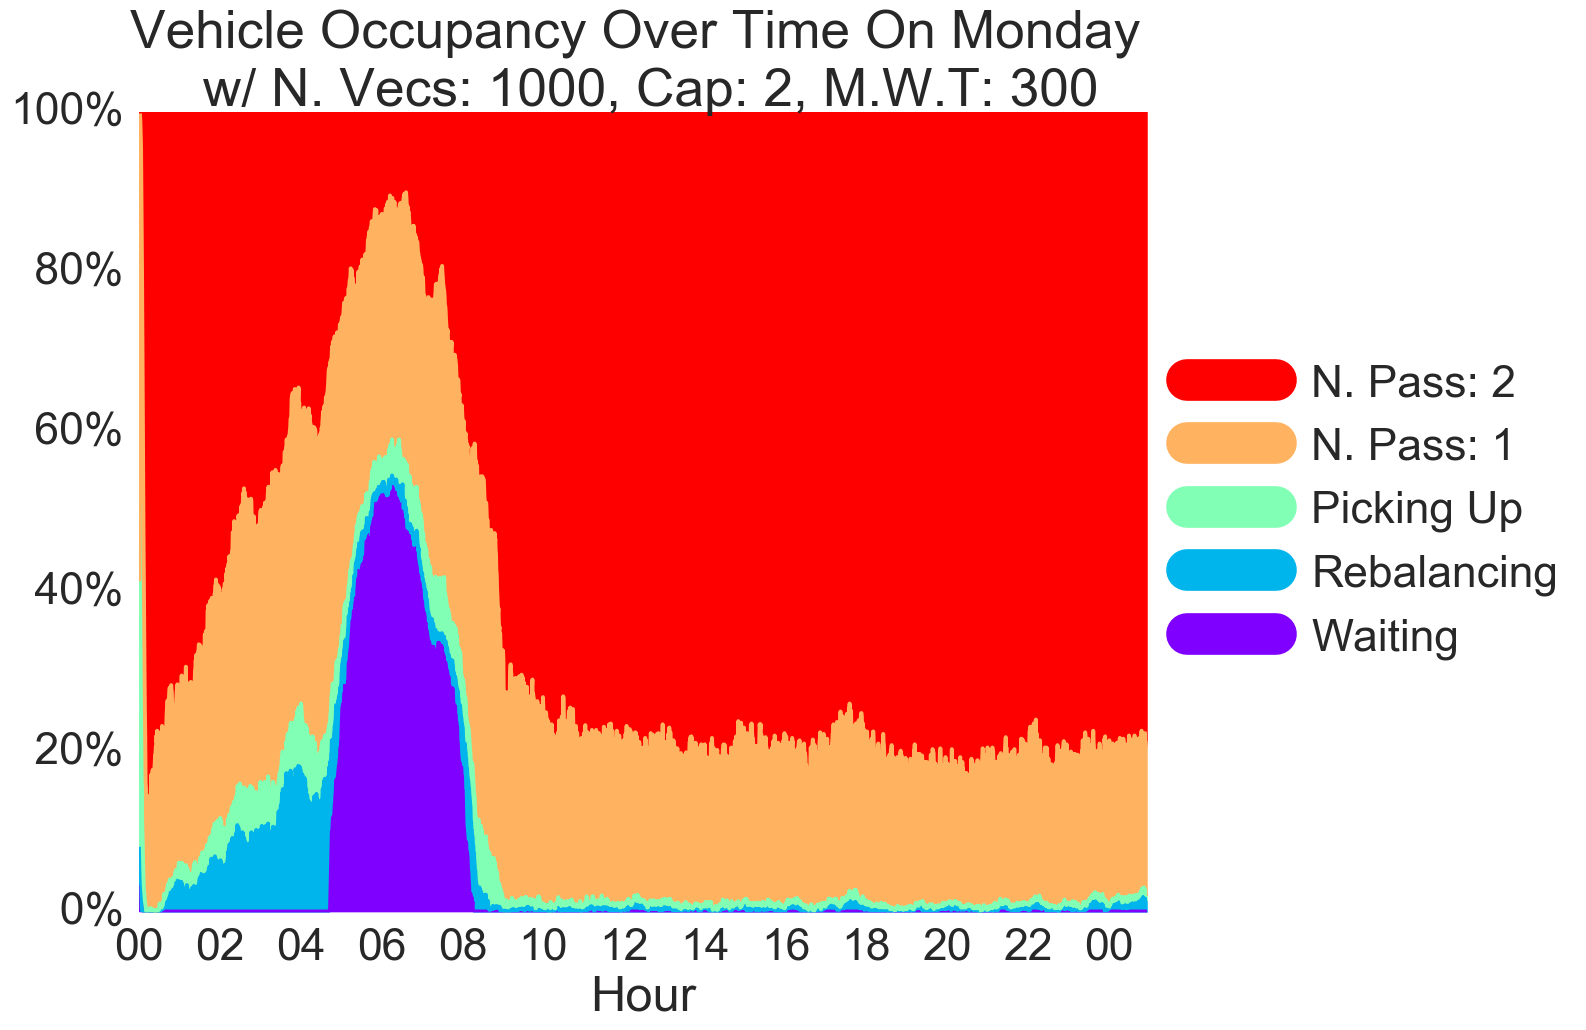 Vehicle Occupancy Over Time On Monday
w/ N. Vecs: 1000, Cap: 2, M.W.T: 300
100%
80%
60%
40%
20%
0%
00 02 04 06 08 10 12 14 16 18 20 22 00
Hour
N. Pass: 2
N. Pass: 1
Picking Up
Rebalancing
Waiting